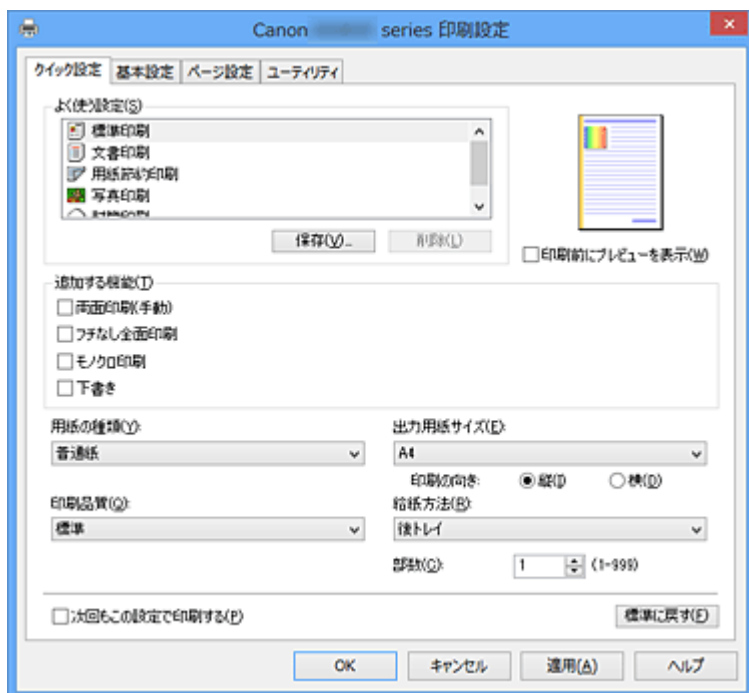 Canon series 印刷設定
クイック設定 基本設定 ページ設定 ユーティリティ
よく使う設定(S)
標準印刷
文書印刷
用紙節約印刷
写真印刷
保存(V)... 削除(L)
印刷前にプレビューを表示(W)
追加する機能(T)
両面印刷(手動)
フチなし全面印刷
モノクロ印刷
下書き
用紙の種類(Y): 出力用紙サイズ(E):
普通紙 A4
印刷の向き: 縦(I) 横(D)
印刷品質(Q): 給紙方法(R):
標準 後トレイ
部数(C): 1 (1-999)
次回もこの設定で印刷する(P) 標準に戻す(F)
OK キャンセル 適用(A) ヘルプ